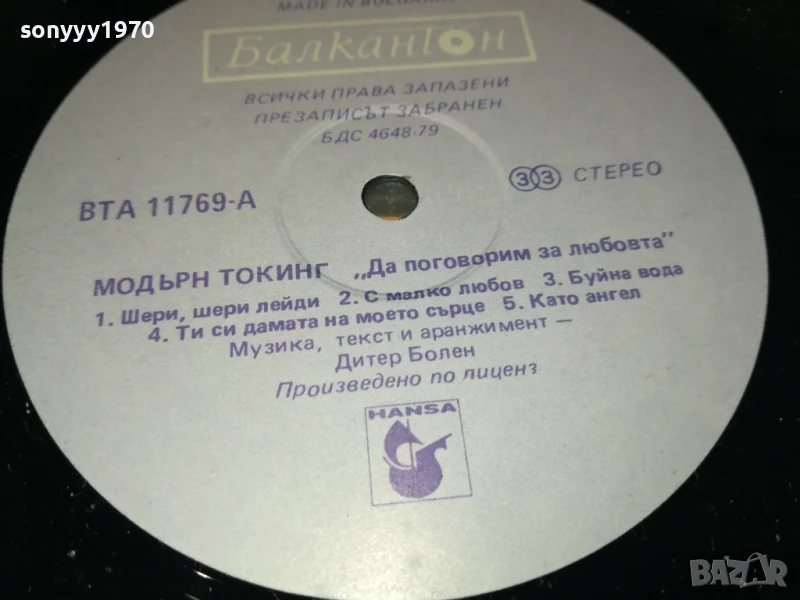 sonyyy1970
MADE IN BULGARIA
Балкантон
ВСИЧКИ ПРАВА ЗАПАЗЕНИ
ПРЕЗАПИСЪТ ЗАБРАНЕН
БДС 4648-79
ВТА 11769-А
33 СТЕРЕО
МОДЪРН ТОКИНГ „Да поговорим за любовта"
1. Шери, шери лейди 2. С малко любов 3. Буйна вода
4. Ти си дамата на моето сърце 5. Като ангел
Музика, текст и аранжимент —
Дитер Болен
Произведено по лиценз
HANSA
BAZAR